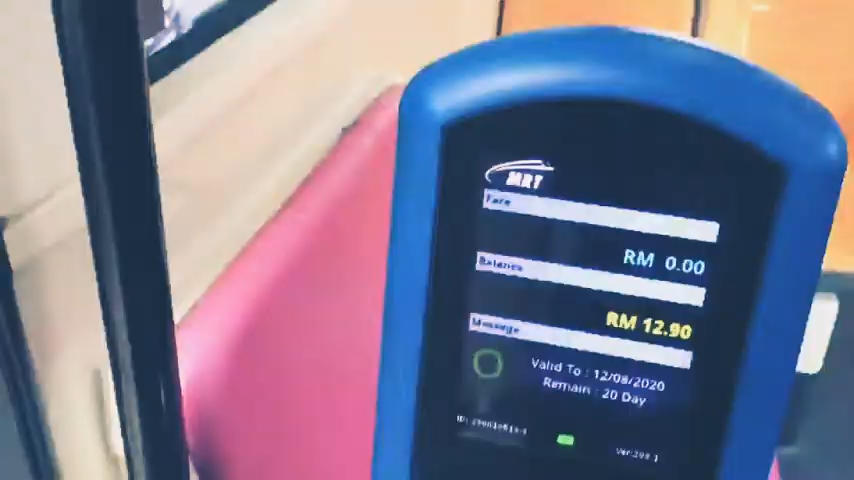 MRT
Fare
RM 0.00
Balance
RM 12.90
Message
Valid To : 12/08/2020
Remain : 20 Day